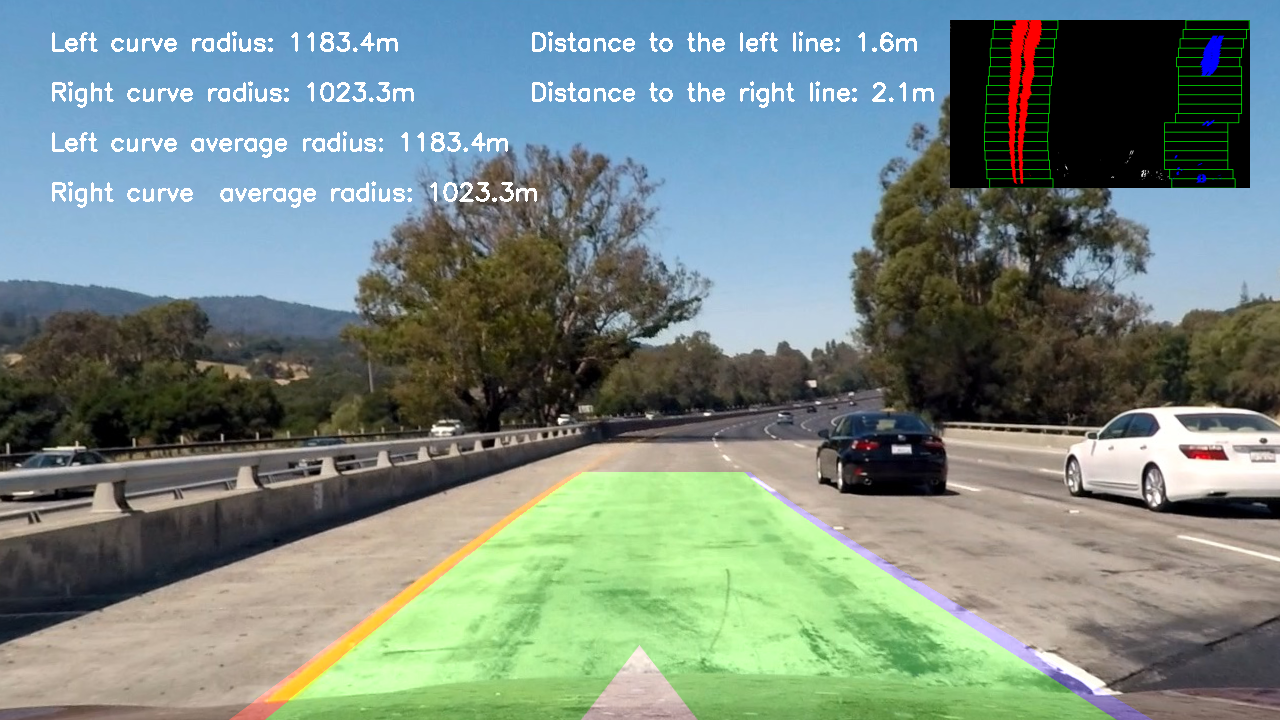 Left curve radius: 1183.4m
Distance to the left line: 1.6m
Right curve radius: 1023.3m
Distance to the right line: 2.1m
Left curve average radius: 1183.4m
Right curve  average radius: 1023.3m